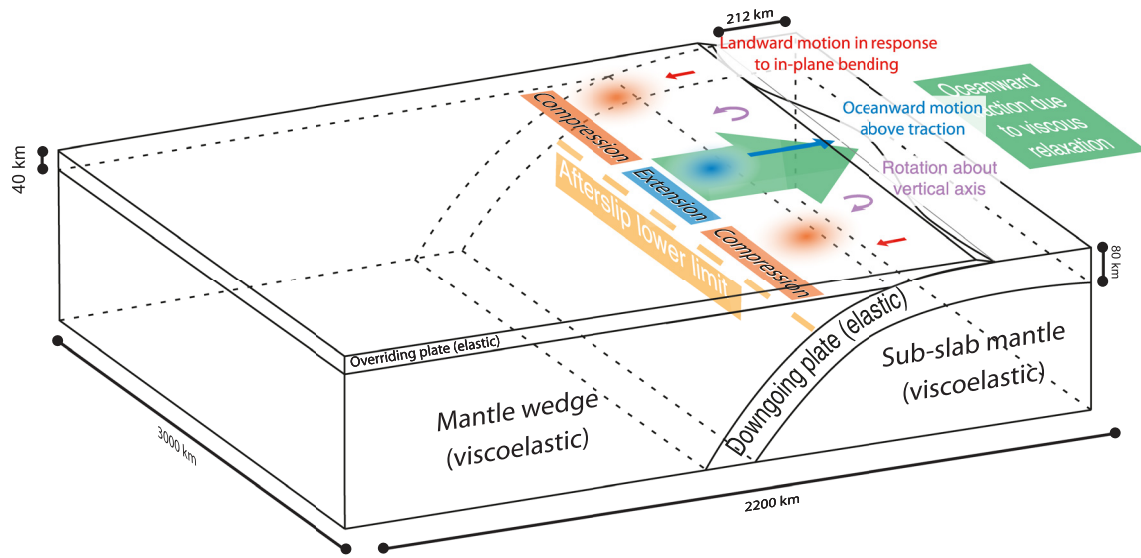 212 km
Landward motion in response
to in-plane bending
Oceanward motion
above traction
Oceanward
traction due
to viscous
relaxation
Rotation about
vertical axis
40 km
Compression
Extension
Compression
Afterslip lower limit
80 km
Overriding plate (elastic)
Downgoing plate (elastic)
Sub-slab mantle
(viscoelastic)
Mantle wedge
(viscoelastic)
3000 km
2200 km